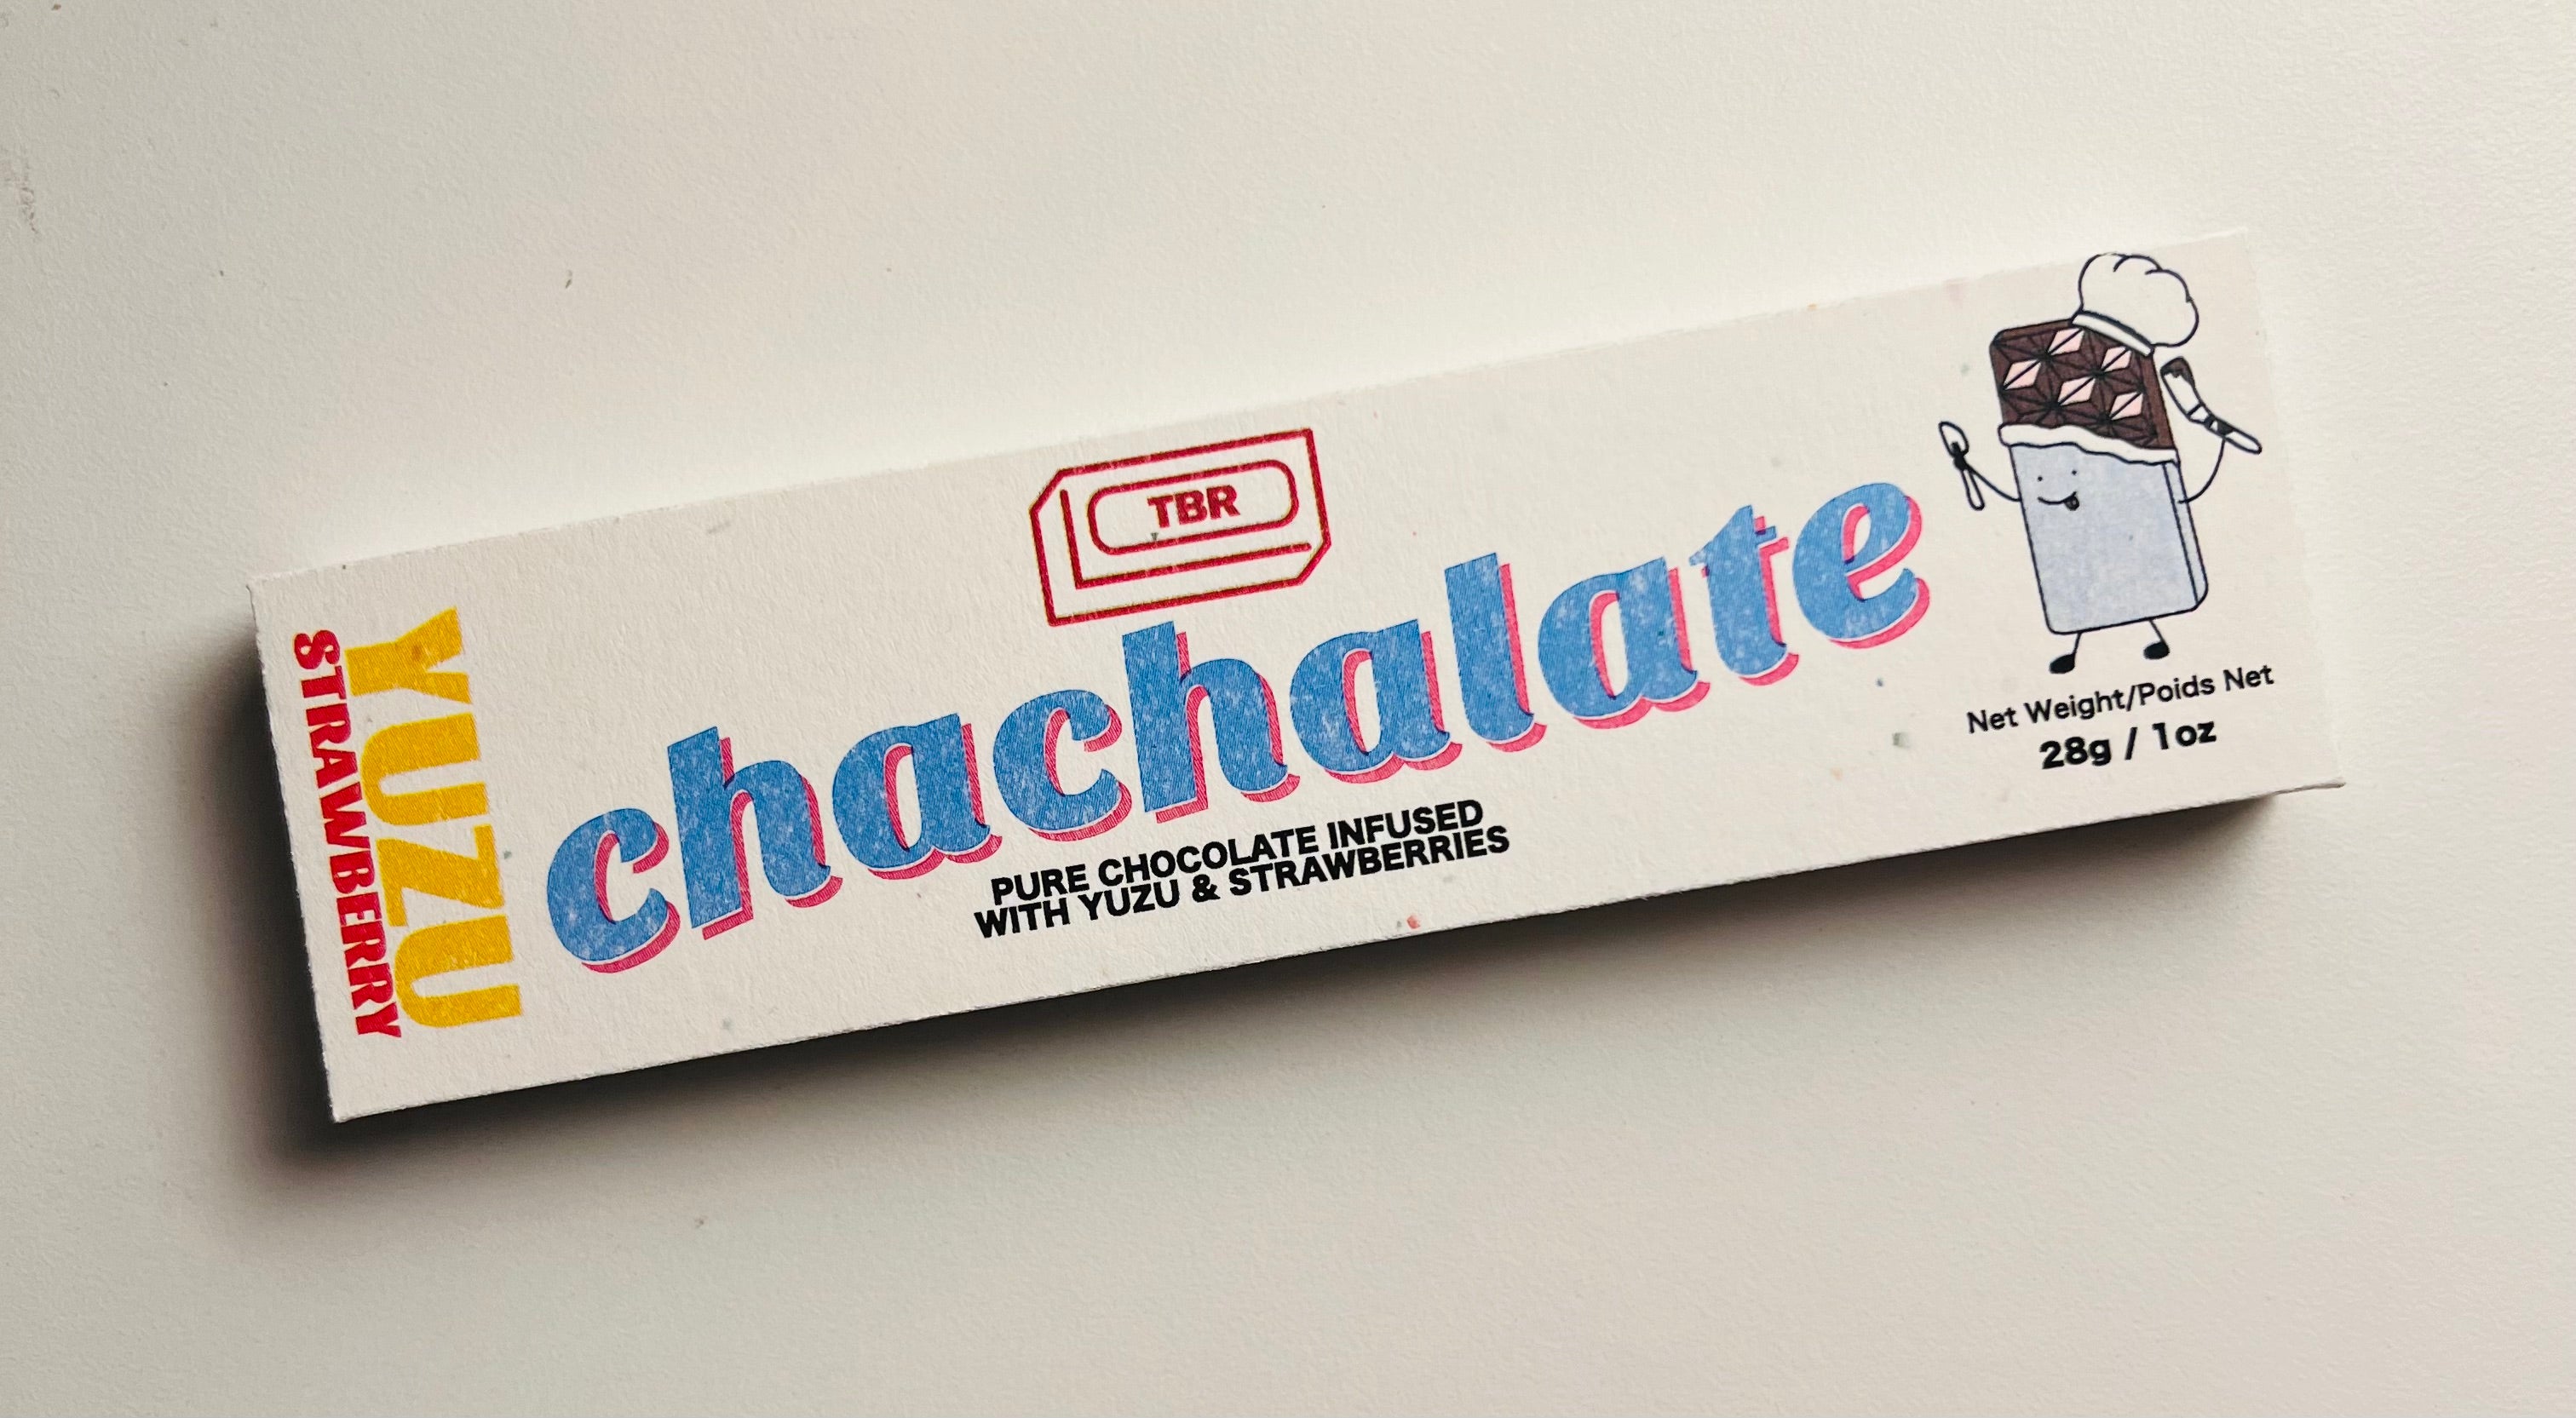 YUZU
STRAWBERRY
TBR
chachalate
PURE CHOCOLATE INFUSED
WITH YUZU & STRAWBERRIES
Net Weight/Poids Net
28g / 1oz